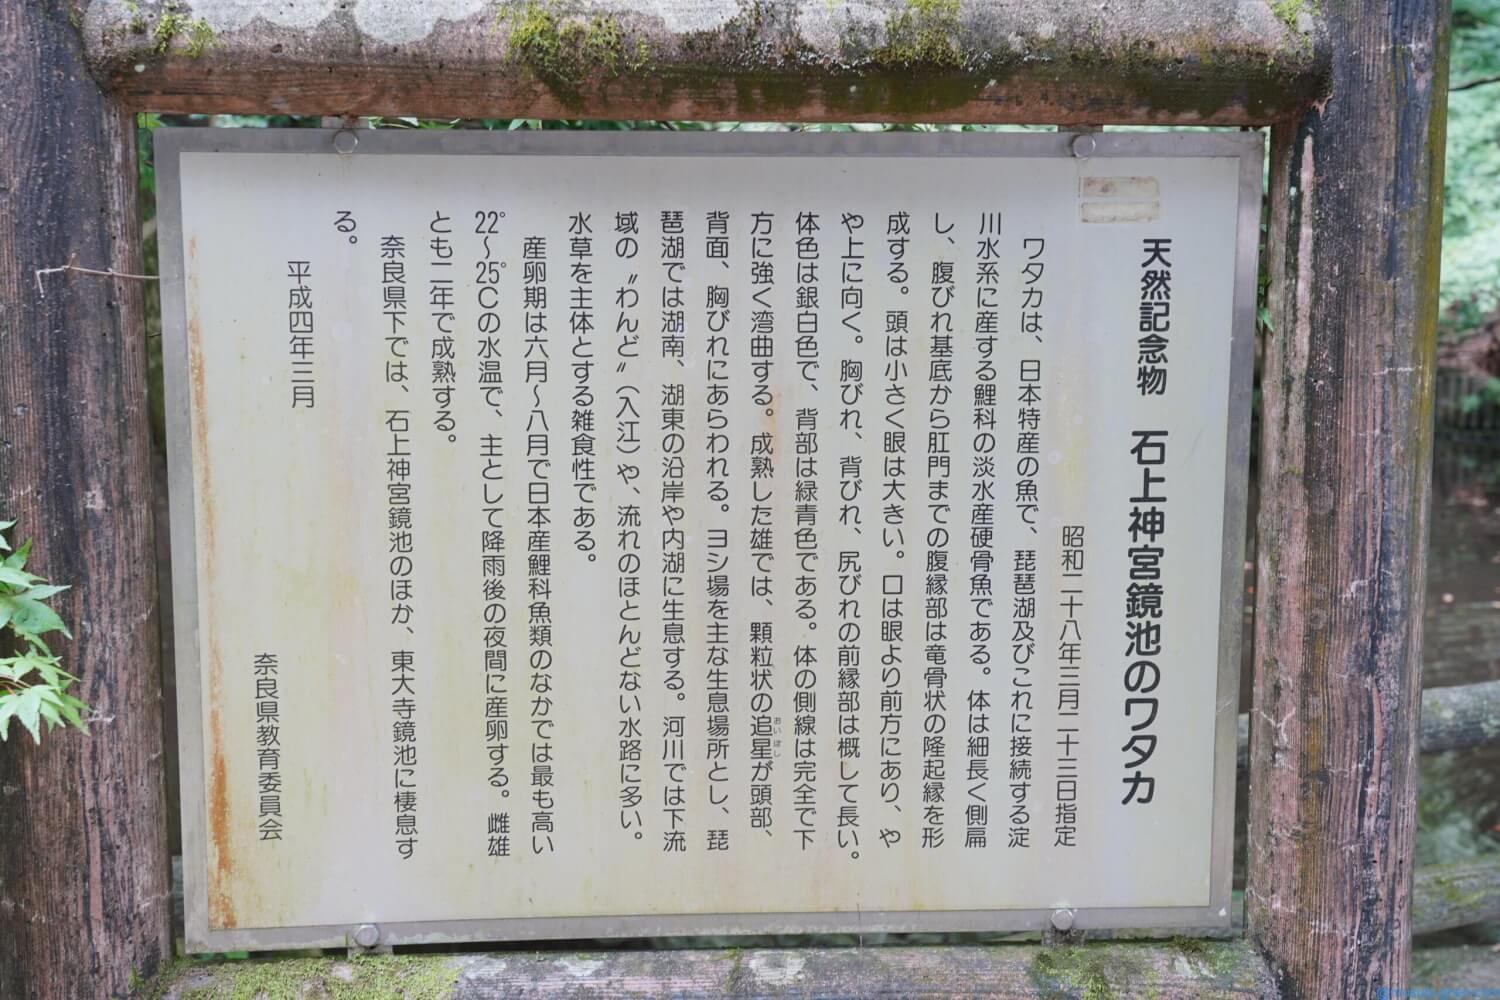 天然記念物　石上神宮鏡池のワタカ
昭和二十八年三月二十三日指定
ワタカは、日本特産の魚で、琵琶湖及びこれに接続する淀
川水系に産する鯉科の淡水産硬骨魚である。体は細長く側扁
し、腹びれ基底から肛門までの腹縁部は竜骨状の隆起縁を形
成する。頭は小さく眼は大きい。口は眼より前方にあり、や
や上に向く。胸びれ、背びれ、尻びれの前縁部は概して長い。
体色は銀白色で、背部は緑青色である。体の側線は完全で下
方に強く湾曲する。成熟した雄では、顆粒状の追星おいぼしが頭部、
背面、胸びれにあらわれる。ヨシ場を主な生息場所とし、琵
琶湖では湖南、湖東の沿岸や内湖に生息する。河川では下流
域の〝わんど〟（入江）や、流れのほとんどない水路に多い。
水草を主体とする雑食性である。
産卵期は六月〜八月で日本産鯉科魚類のなかでは最も高い
22°〜25°Cの水温で、主として降雨後の夜間に産卵する。雌雄
とも二年で成熟する。
奈良県下では、石上神宮鏡池のほか、東大寺鏡池に棲息す
る。
平成四年三月
奈良県教育委員会